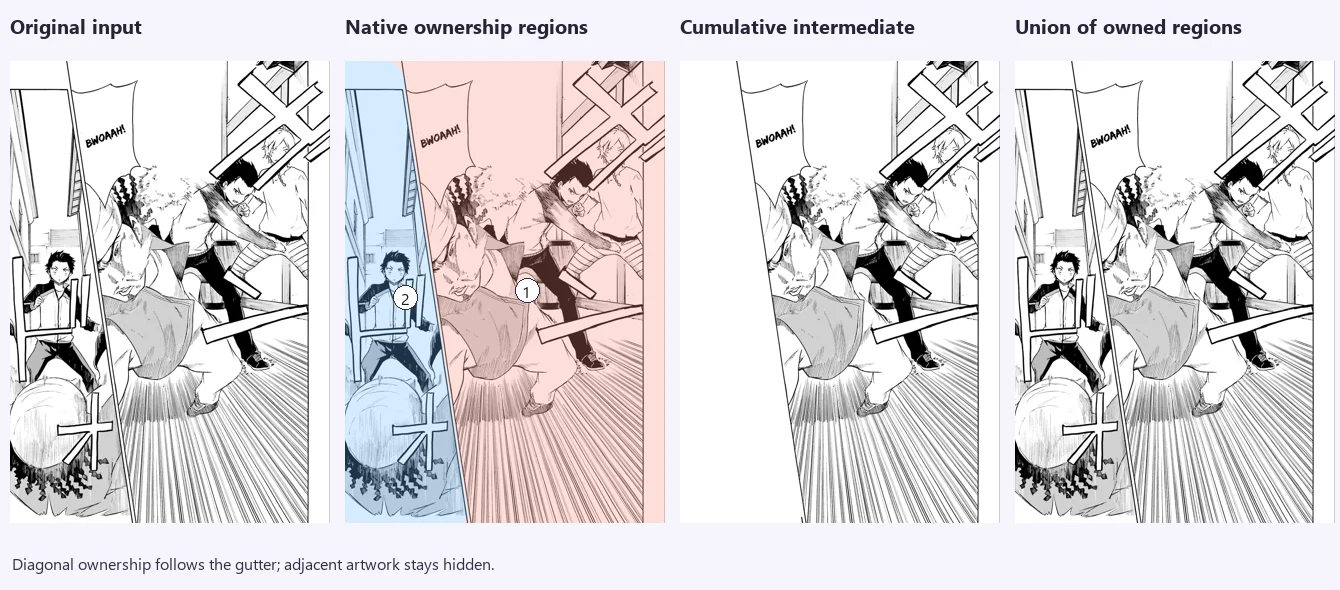 Original input
Native ownership regions
Cumulative intermediate
Union of owned regions
BWOAAH!
BWOAAH!
2
1
BWOAAH!
BWOAAH!
Diagonal ownership follows the gutter; adjacent artwork stays hidden.